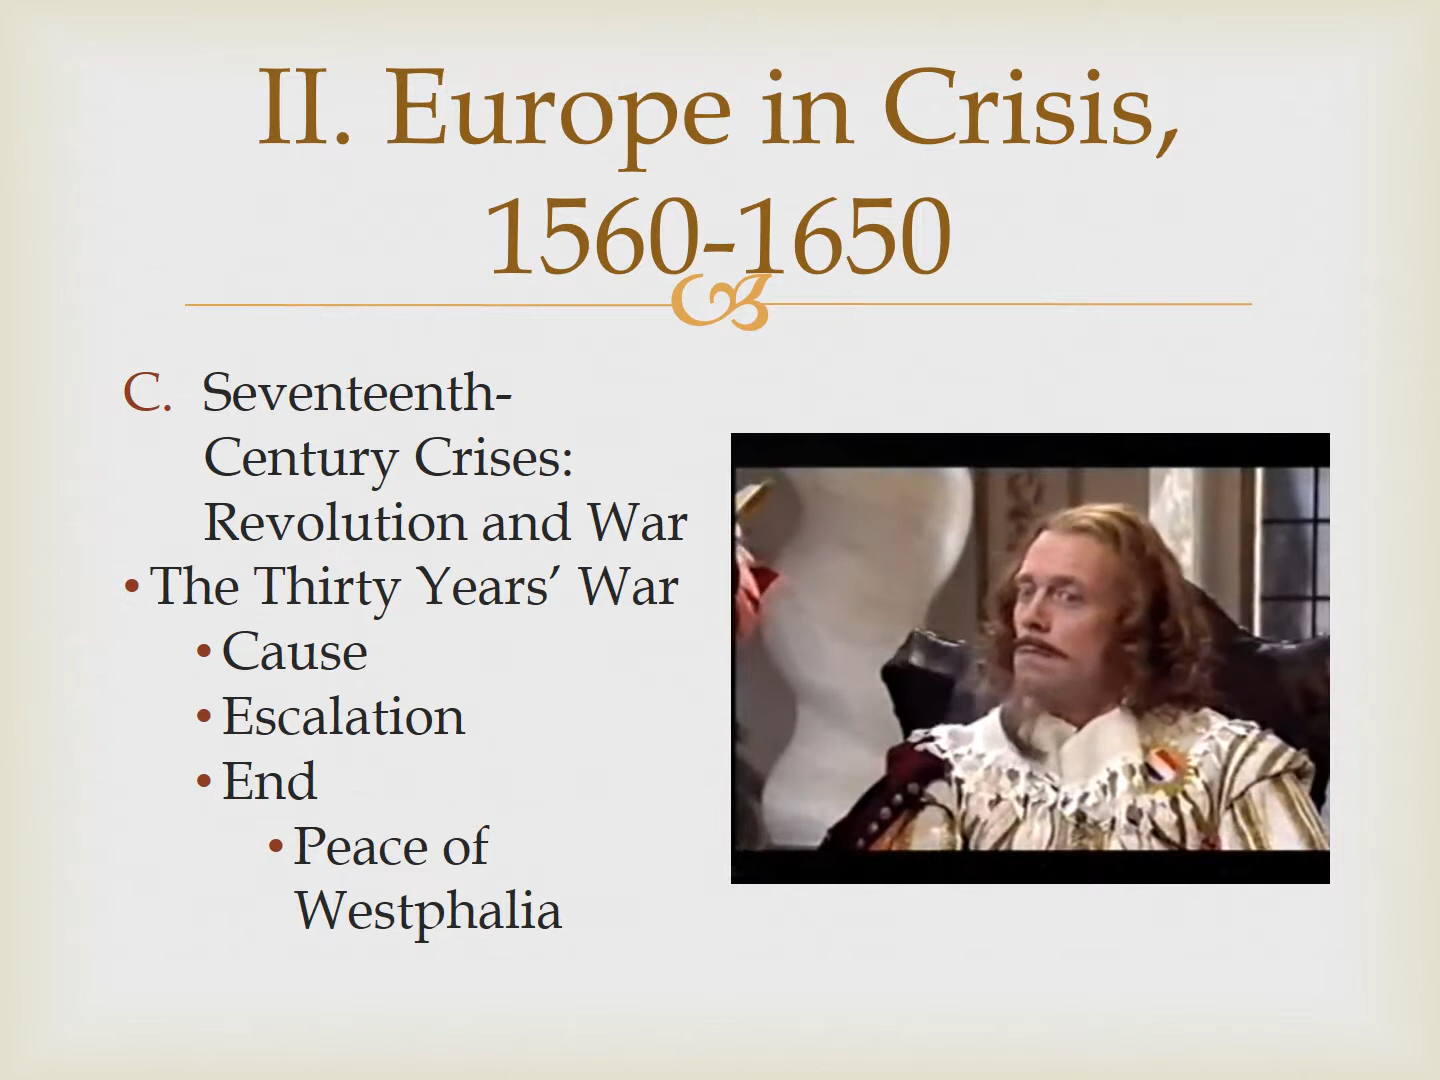 II. Europe in Crisis,
1560-1650
C. Seventeenth-
Century Crises:
Revolution and War
• The Thirty Years’ War
• Cause
• Escalation
• End
• Peace of
Westphalia